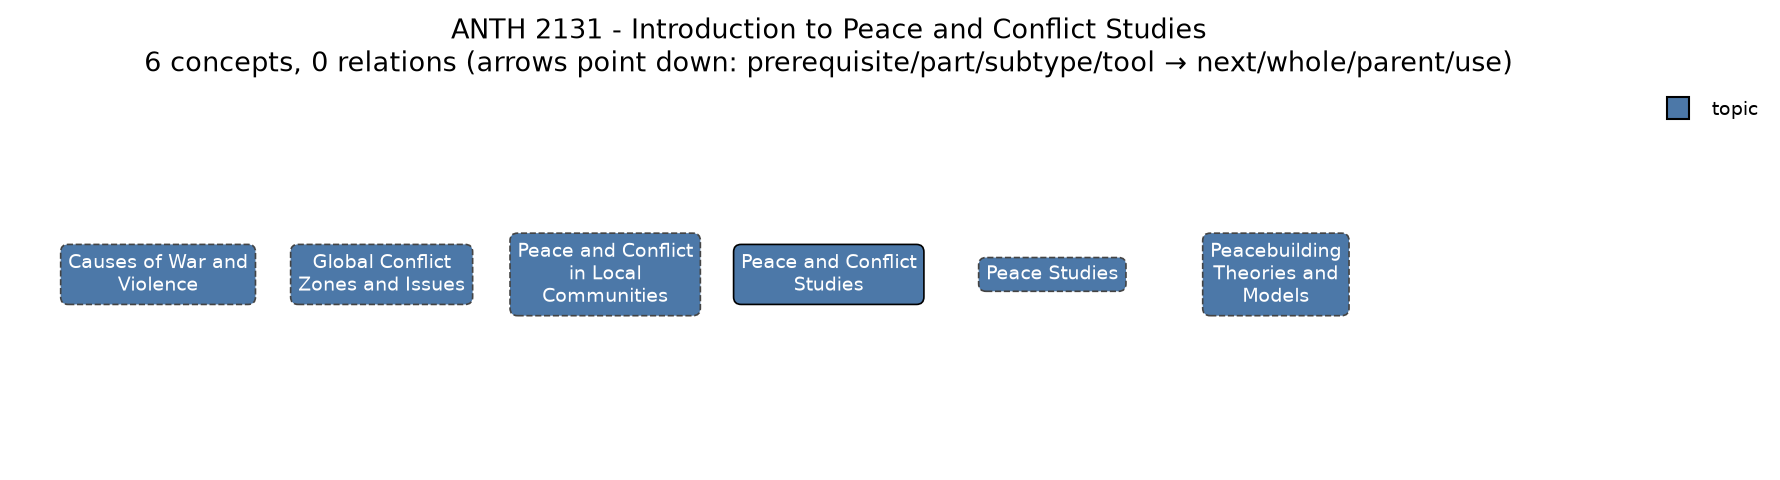 ANTH 2131 - Introduction to Peace and Conflict Studies
6 concepts, 0 relations (arrows point down: prerequisite/part/subtype/tool → next/whole/parent/use)
topic
Causes of War and
Violence
Global Conflict
Zones and Issues
Peace and Conflict
in Local
Communities
Peace and Conflict
Studies
Peace Studies
Peacebuilding
Theories and
Models